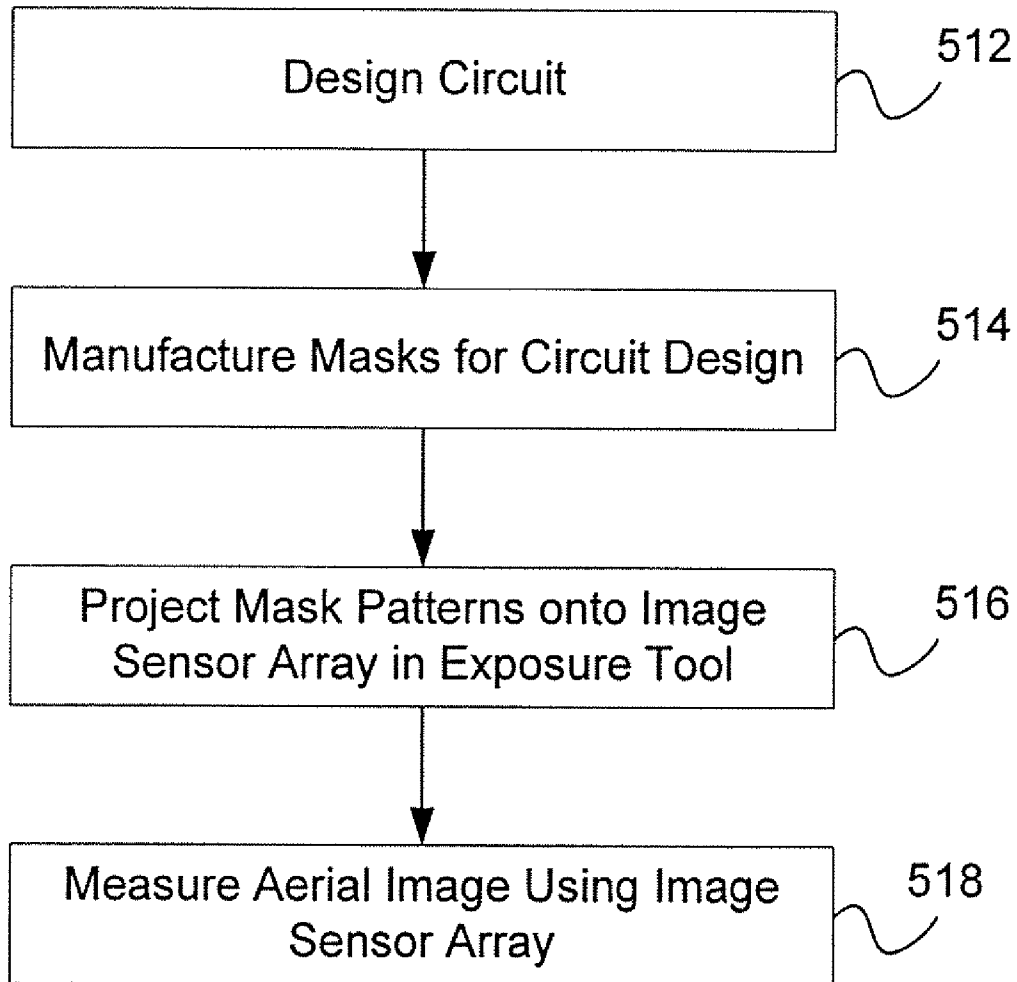 Design Circuit
512
Manufacture Masks for Circuit Design
514
Project Mask Patterns onto Image
Sensor Array in Exposure Tool
516
Measure Aerial Image Using Image
Sensor Array
518